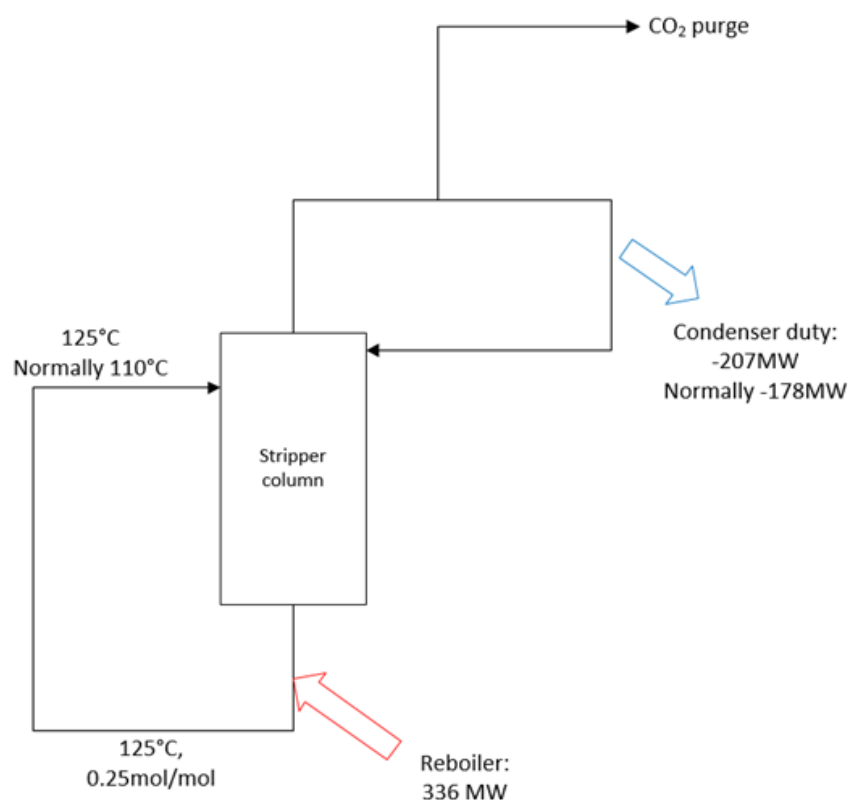 CO₂ purge
125°C
Normally 110°C
Condenser duty:
-207MW
Normally -178MW
Stripper
column
125°C,
0.25mol/mol
Reboiler:
336 MW